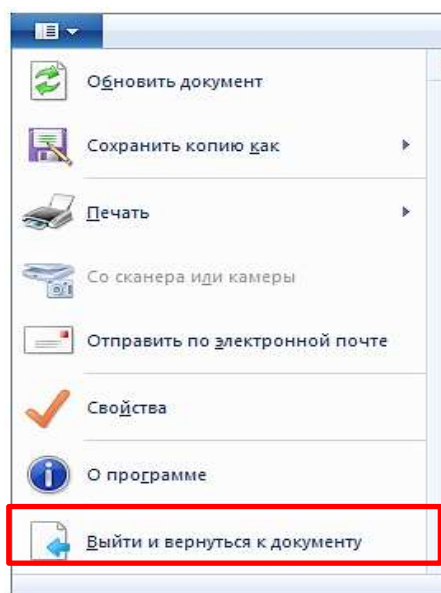 Обновить документ
Сохранить копию как
Печать
Со сканера или камеры
Отправить по электронной почте
Свойства
О программе
Выйти и вернуться к документу